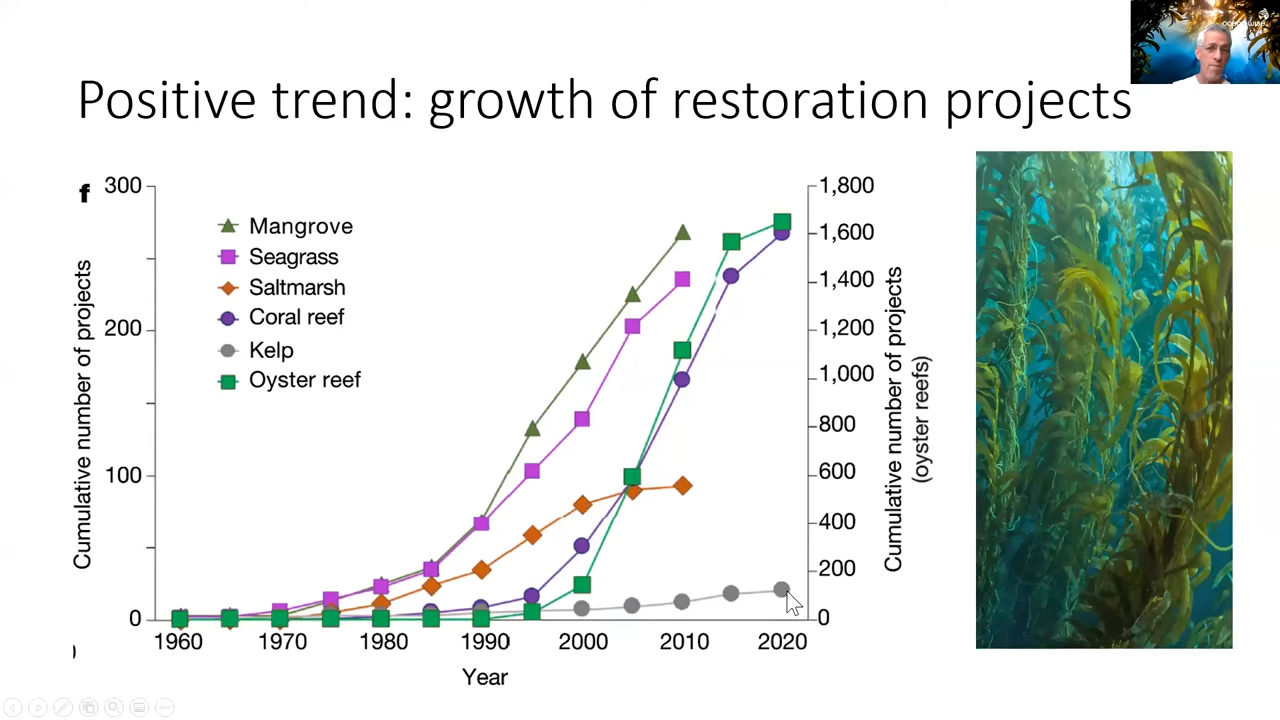 Positive trend: growth of restoration projects
f
300
200
100
0
Cumulative number of projects
Mangrove
Seagrass
Saltmarsh
Coral reef
Kelp
Oyster reef
1,800
1,600
1,400
1,200
1,000
800
600
400
200
0
Cumulative number of projects
(oyster reefs)
1960 1970 1980 1990 2000 2010 2020
Year